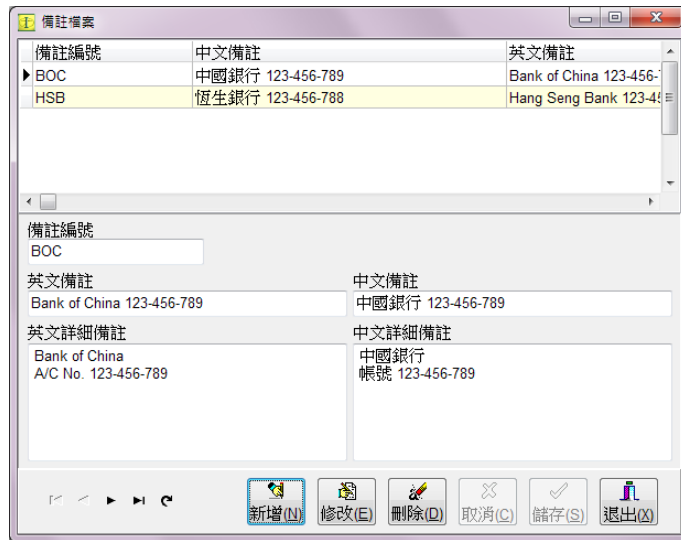 備註檔案
備註編號 中文備註 英文備註
BOC 中國銀行 123-456-789 Bank of China 123-456-
HSB 恆生銀行 123-456-788 Hang Seng Bank 123-45
備註編號
BOC
英文備註 中文備註
Bank of China 123-456-789 中國銀行 123-456-789
英文詳細備註 中文詳細備註
Bank of China 中國銀行
A/C No. 123-456-789 帳號 123-456-789
新增(N) 修改(E) 刪除(D) 取消(C) 儲存(S) 退出(X)